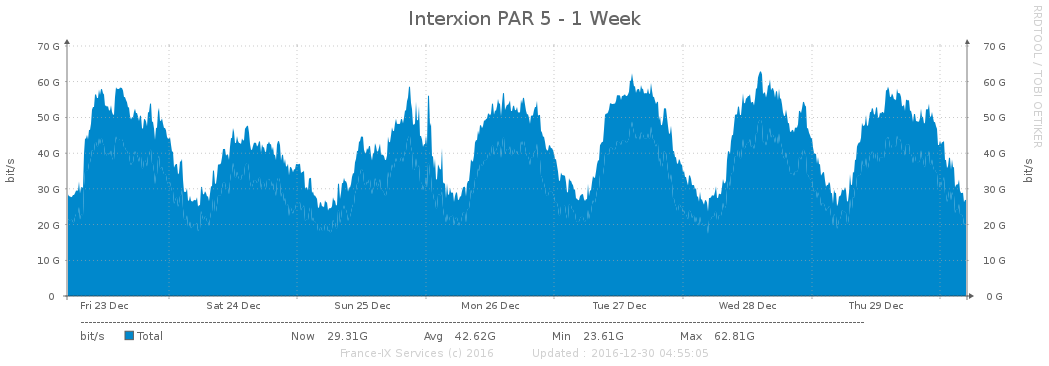 Interxion PAR 5 - 1 Week
RRDTOOL / TOBI OETIKER
bit/s
70 G
60 G
50 G
40 G
30 G
20 G
10 G
0
70 G
60 G
50 G
40 G
30 G
20 G
10 G
0 G
bit/s
Fri 23 Dec Sat 24 Dec Sun 25 Dec Mon 26 Dec Tue 27 Dec Wed 28 Dec Thu 29 Dec
bit/s Total Now 29.31G Avg 42.62G Min 23.61G Max 62.81G
France-IX Services (c) 2016 Updated : 2016-12-30 04:55:05